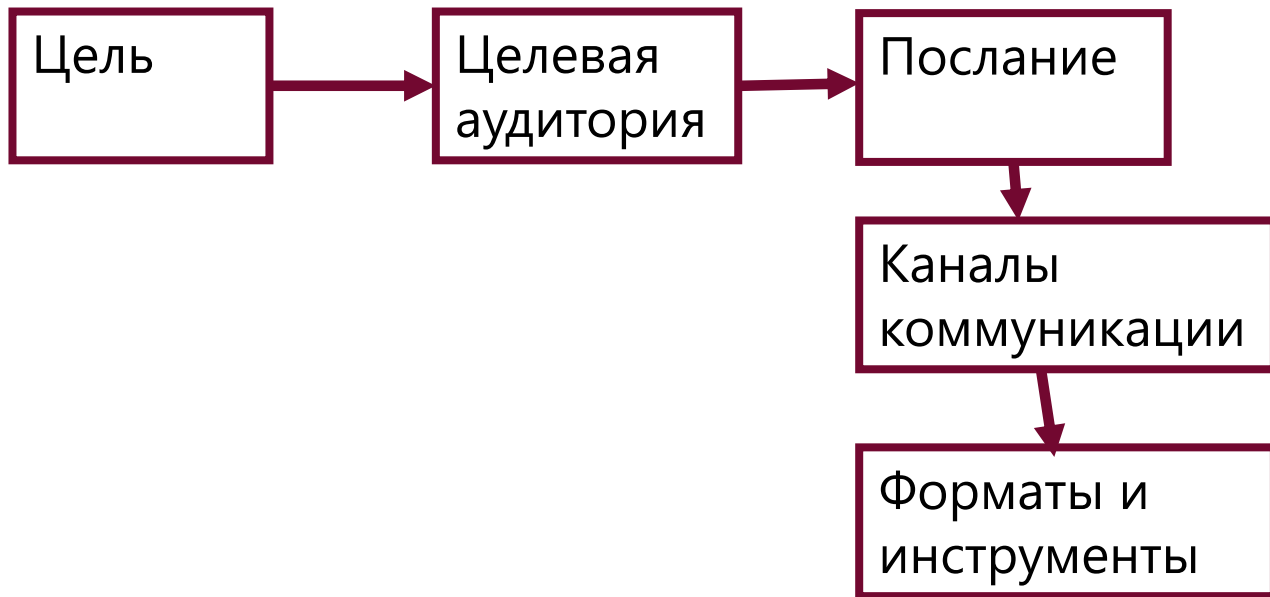 Цель
Целевая
аудитория
Послание
Каналы
коммуникации
Форматы и
инструменты